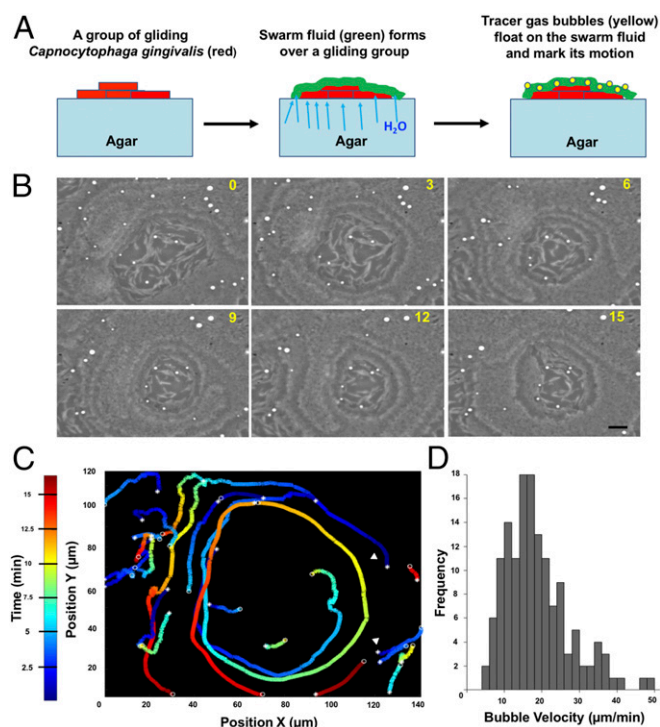 A
A group of gliding
Capnocytophaga gingivalis (red)
Swarm fluid (green) forms
over a gliding group
Tracer gas bubbles (yellow)
float on the swarm fluid
and mark its motion
Agar
H2O
Agar
Agar
B
0
3
6
9
12
15
C
Time (min)
15
12.5
10
7.5
5
2.5
Position Y (µm)
120
100
80
60
40
20
0
20
40
60
80
100
120
140
Position X (µm)
D
Frequency
18
16
14
12
10
8
6
4
2
0
10
20
30
40
50
Bubble Velocity (µm/min)